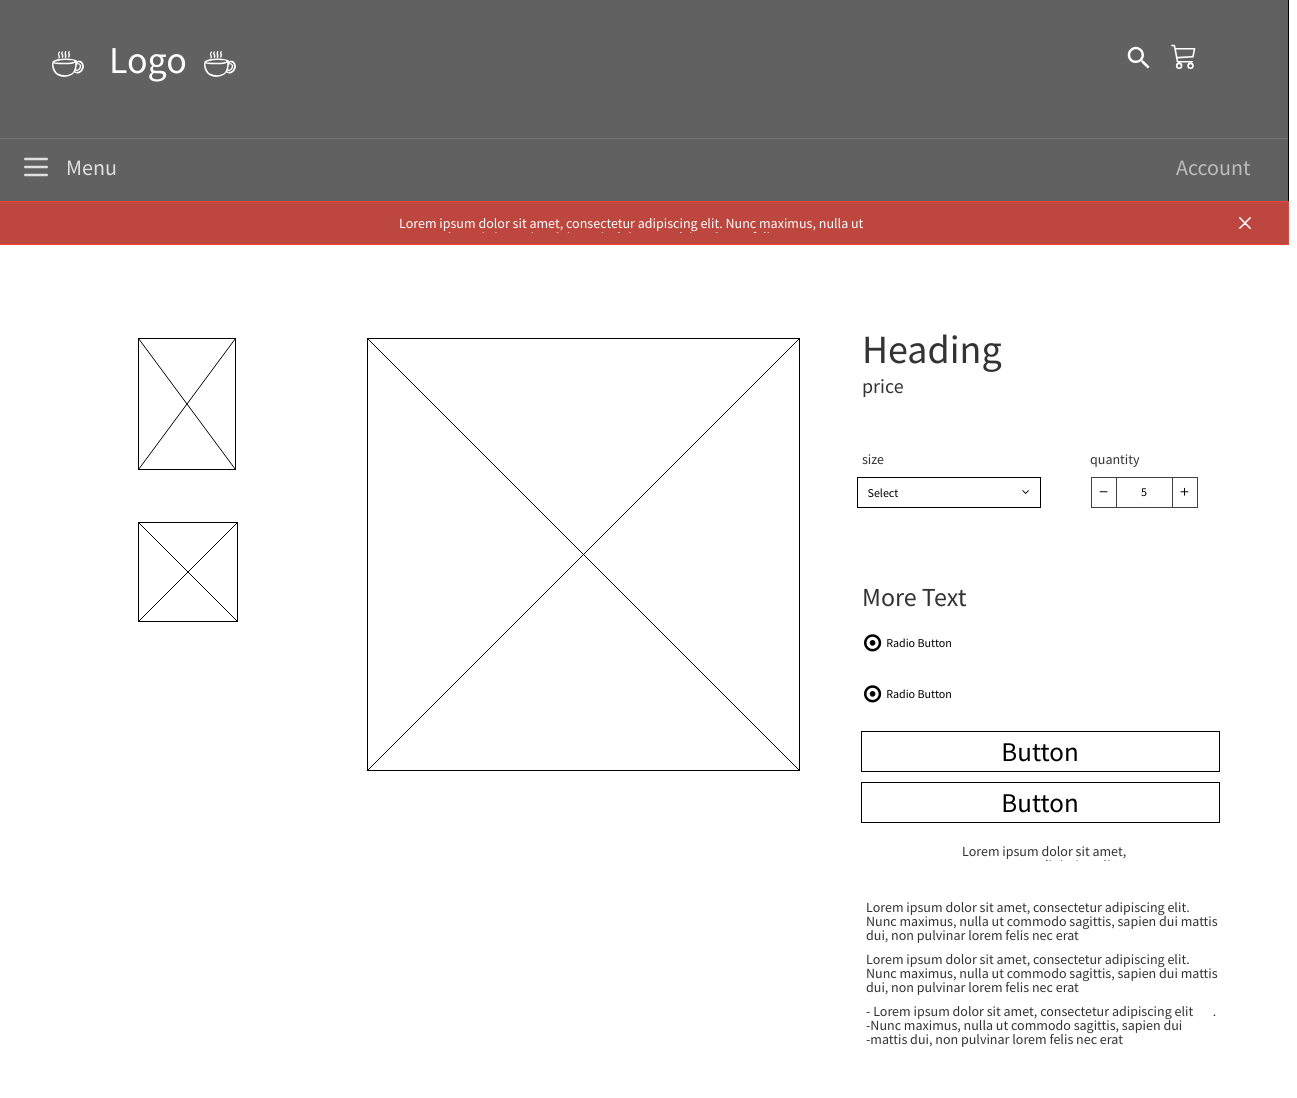 Logo
Menu
Account
Lorem ipsum dolor sit amet, consectetur adipiscing elit. Nunc maximus, nulla ut
Heading
price
size
quantity
Select
5
More Text
Radio Button
Radio Button
Button
Button
Lorem ipsum dolor sit amet,
Lorem ipsum dolor sit amet, consectetur adipiscing elit.
Nunc maximus, nulla ut commodo sagittis, sapien dui mattis
dui, non pulvinar lorem felis nec erat
Lorem ipsum dolor sit amet, consectetur adipiscing elit.
Nunc maximus, nulla ut commodo sagittis, sapien dui mattis
dui, non pulvinar lorem felis nec erat
- Lorem ipsum dolor sit amet, consectetur adipiscing elit .
-Nunc maximus, nulla ut commodo sagittis, sapien dui
-mattis dui, non pulvinar lorem felis nec erat